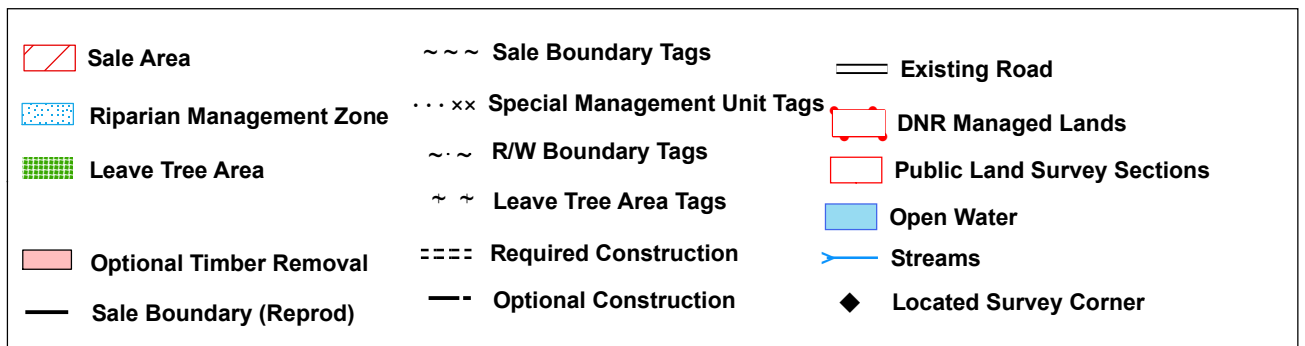 Sale Area
Riparian Management Zone
Leave Tree Area
Optional Timber Removal
Sale Boundary (Reprod)
Sale Boundary Tags
Special Management Unit Tags
R/W Boundary Tags
Leave Tree Area Tags
Required Construction
Optional Construction
Existing Road
DNR Managed Lands
Public Land Survey Sections
Open Water
Streams
Located Survey Corner